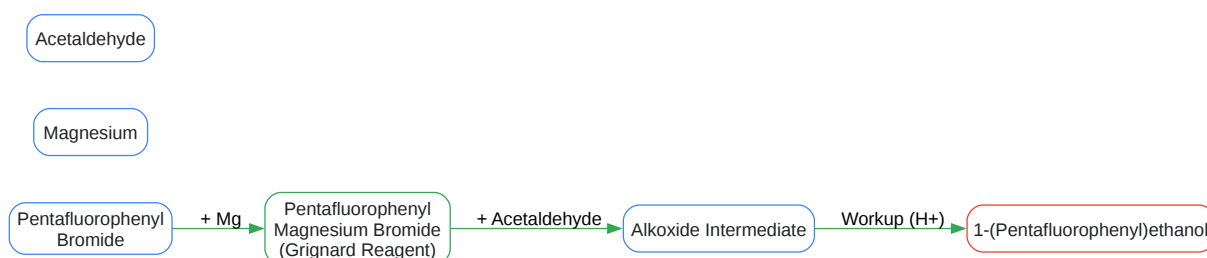 Acetaldehyde
Magnesium
Pentafluorophenyl
Bromide
+ Mg
Pentafluorophenyl
Magnesium Bromide
(Grignard Reagent)
+ Acetaldehyde
Alkoxide Intermediate
Workup (H+)
1-(Pentafluorophenyl)ethanol